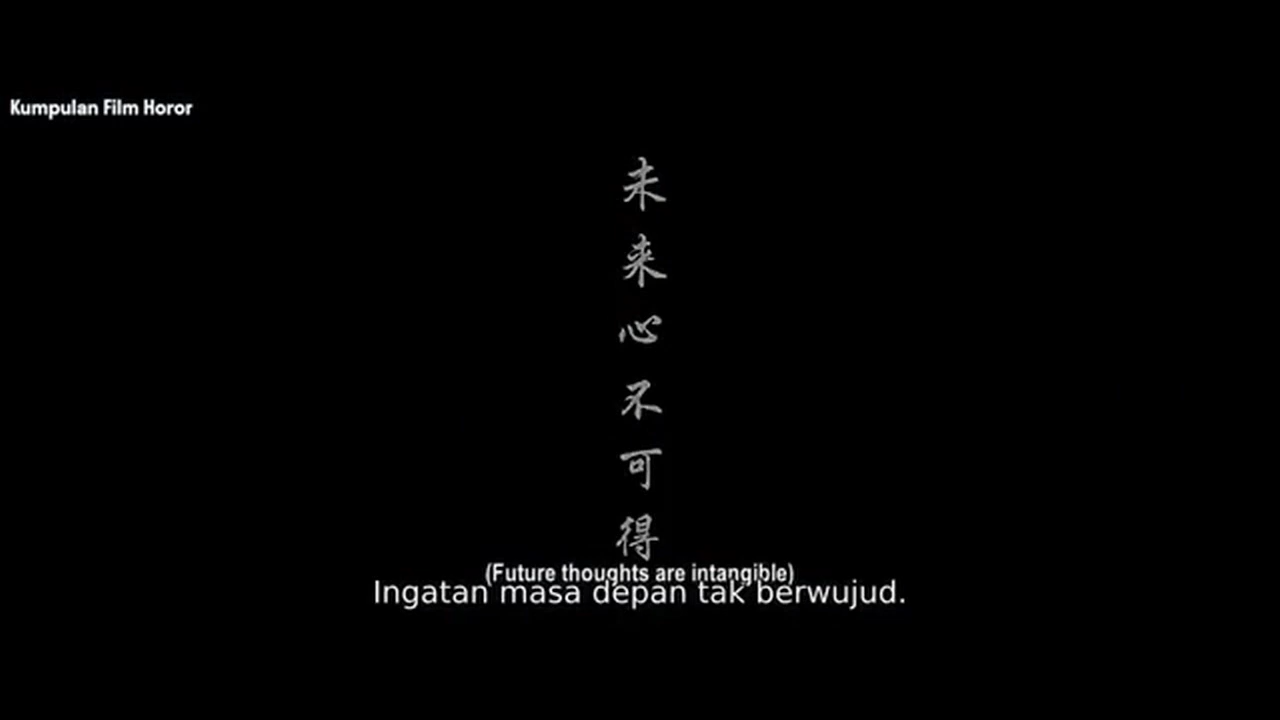 Kumpulan Film Horor
未来心不可得
(Future thoughts are intangible)
Ingatan masa depan tak berwujud.